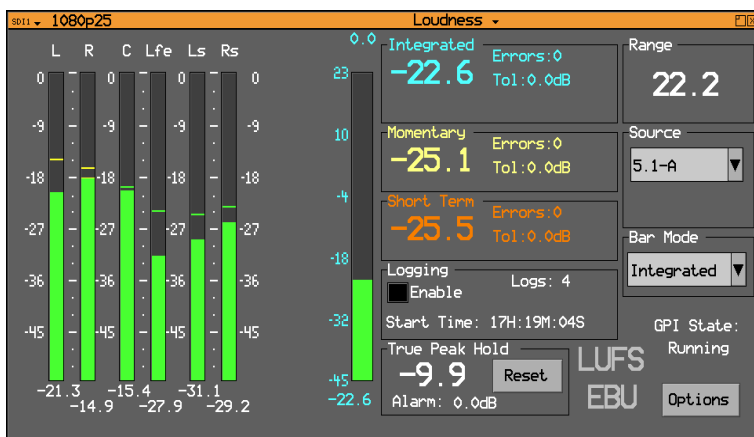 SDI1 1080p25 Loudness
L R C Lfe Ls Rs
0 0 0 0
-9 -9 -9 -9
-18 -18 -18 -18
-27 -27 -27 -27
-36 -36 -36 -36
-45 -45 -45 -45
-21.3 -15.4 -31.1
-14.9 -27.9 -29.2
0.0
23
10
-4
-18
-32
-45
-22.6
Integrated
-22.6
Errors:0
Tol:0.0dB
Momentary
-25.1
Errors:0
Tol:0.0dB
Short Term
-25.5
Errors:0
Tol:0.0dB
Logging
Enable
Logs: 4
Start Time: 17H:19M:04S
True Peak Hold
-9.9
Reset
Alarm: 0.0dB
Range
22.2
Source
5.1-A
Bar Mode
Integrated
GPI State:
Running
LUFS
EBU
Options